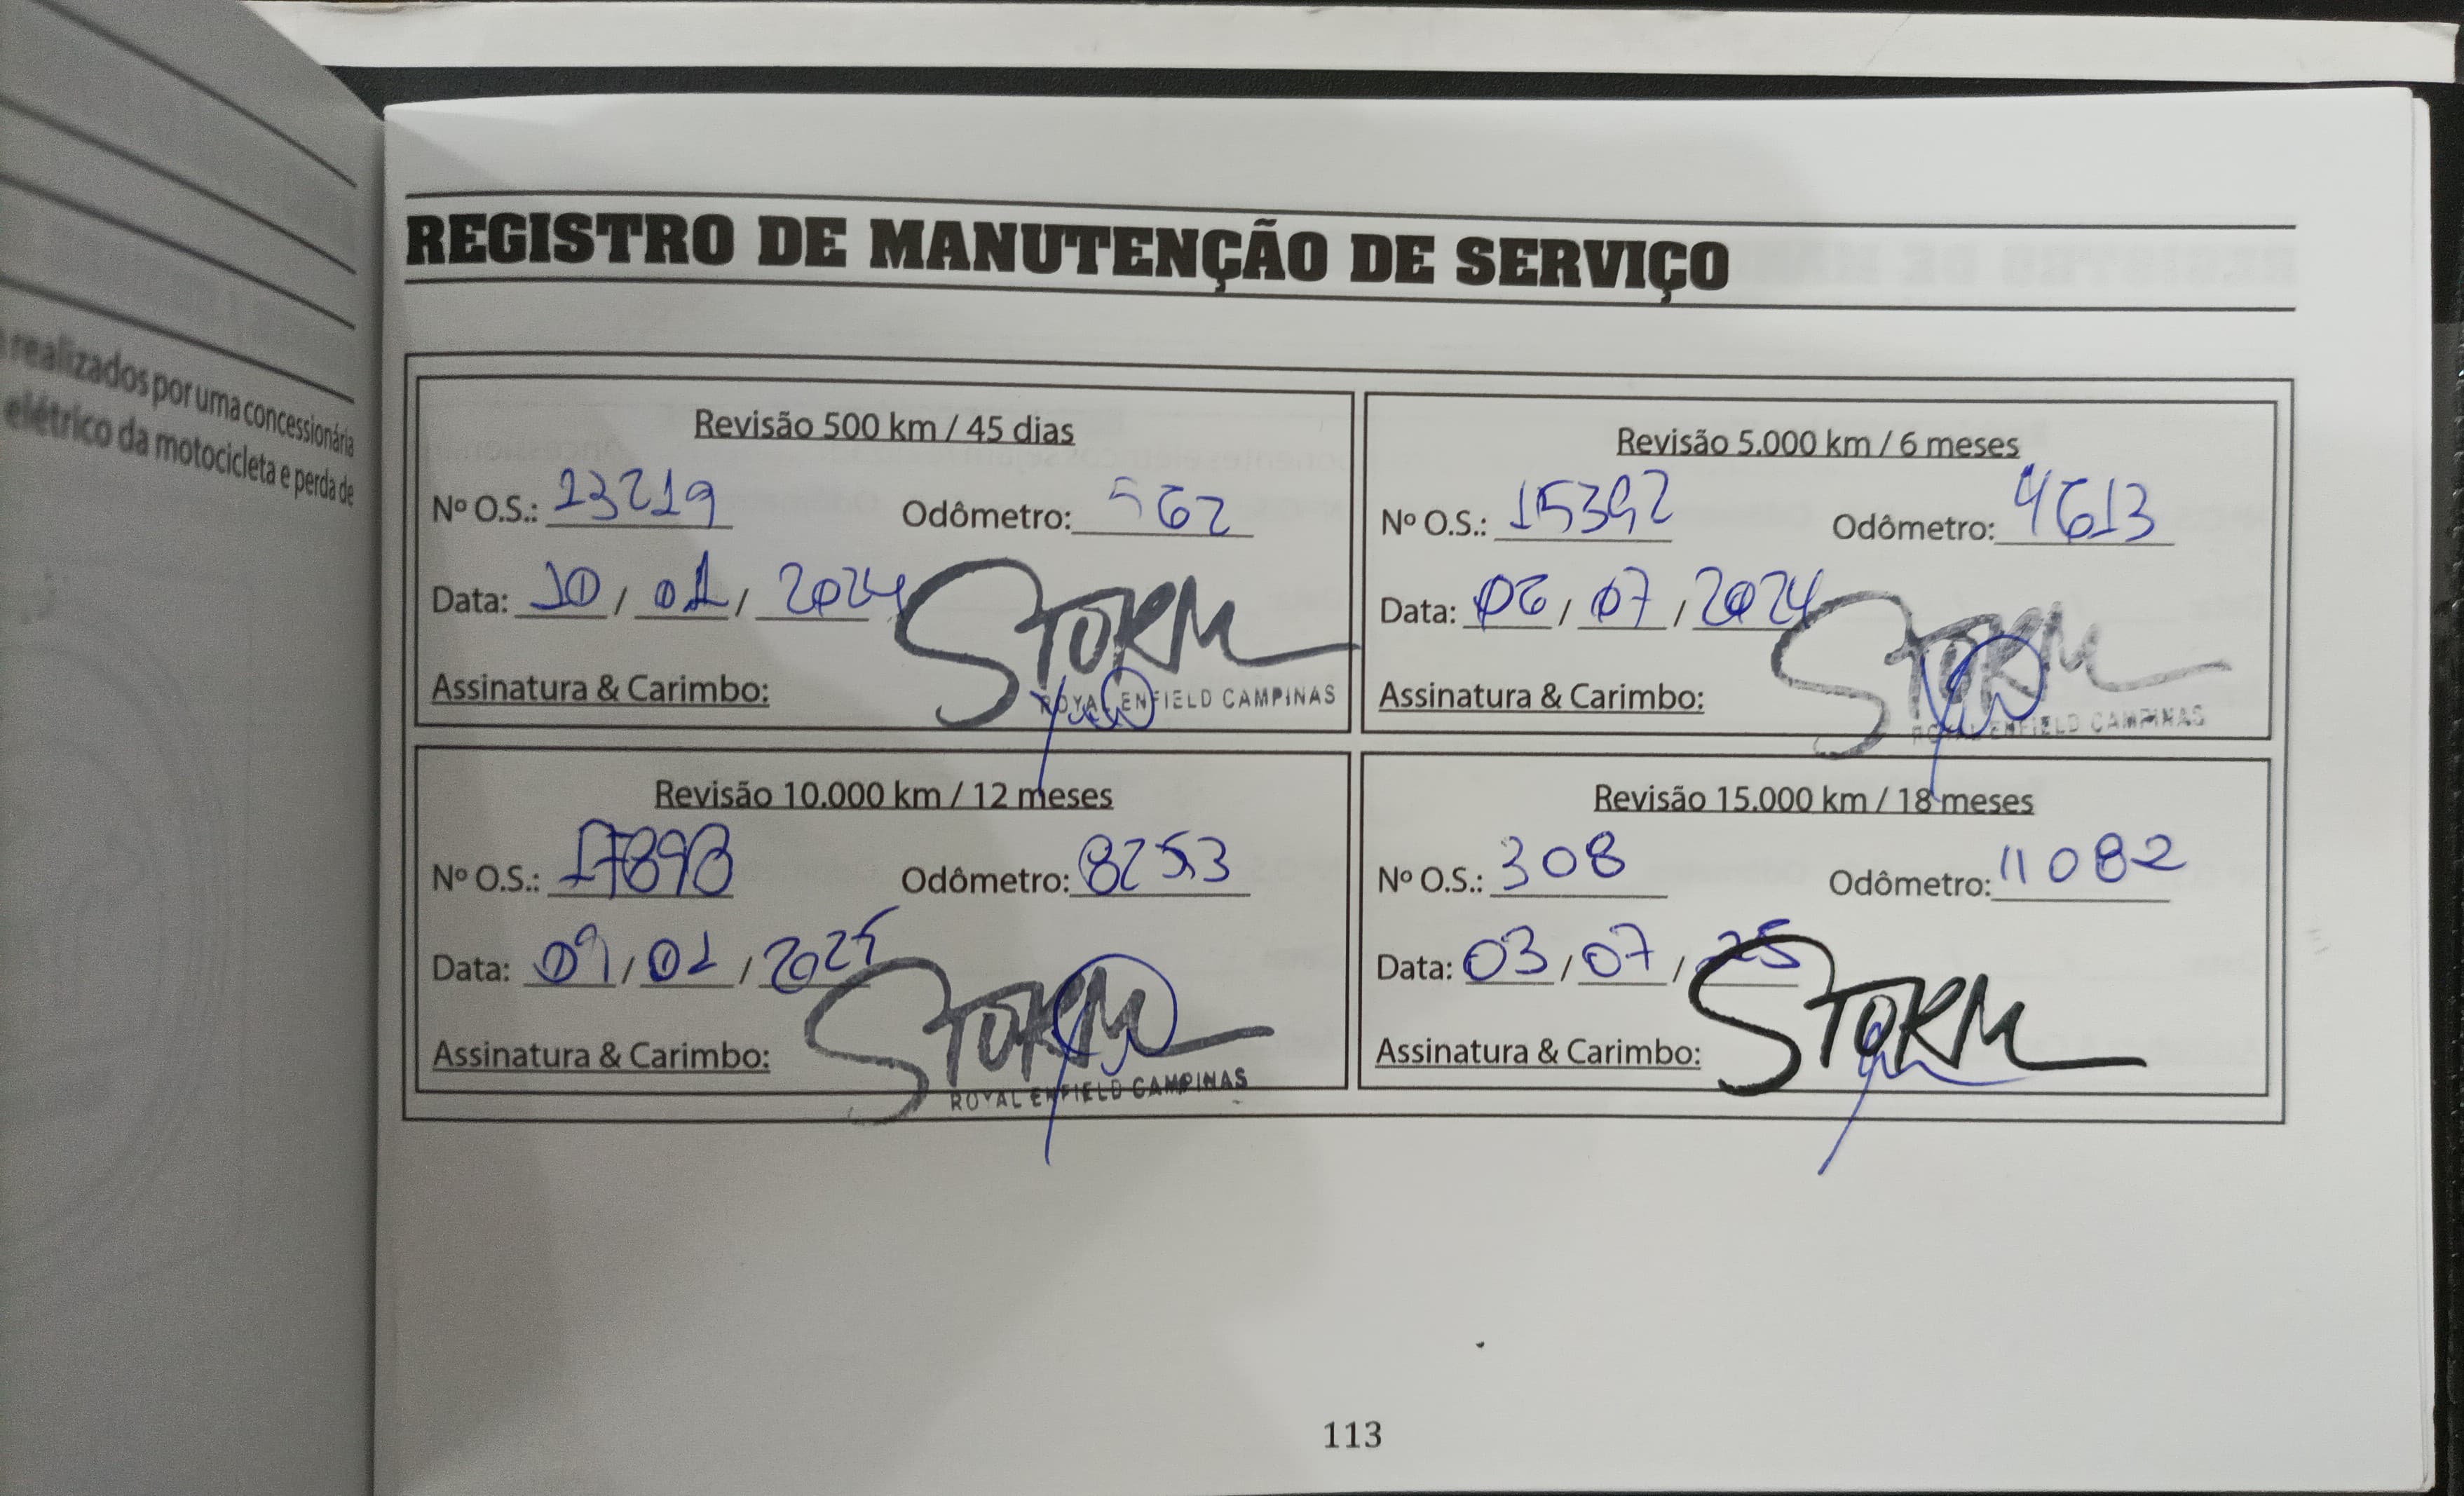 realizados por uma concessionária
elétrico da motocicleta e perda de
REGISTRO DE MANUTENÇÃO DE SERVIÇO
Revisão 500 km / 45 dias
Nº O.S.: 13219 Odômetro: 562
Data: 10 / 01 / 2024
Assinatura & Carimbo:
STORM
ROYAL ENFIELD CAMPINAS
Revisão 5.000 km / 6 meses
Nº O.S.: 15392 Odômetro: 4613
Data: 06 / 07 / 2024
Assinatura & Carimbo:
STORM
ROYAL ENFIELD CAMPINAS
Revisão 10.000 km / 12 meses
Nº O.S.: 17898 Odômetro: 8253
Data: 09 / 01 / 2025
Assinatura & Carimbo:
STORM
ROYAL ENFIELD CAMPINAS
Revisão 15.000 km / 18 meses
Nº O.S.: 308 Odômetro: 11082
Data: 03 / 07 / 25
Assinatura & Carimbo:
STORM
113